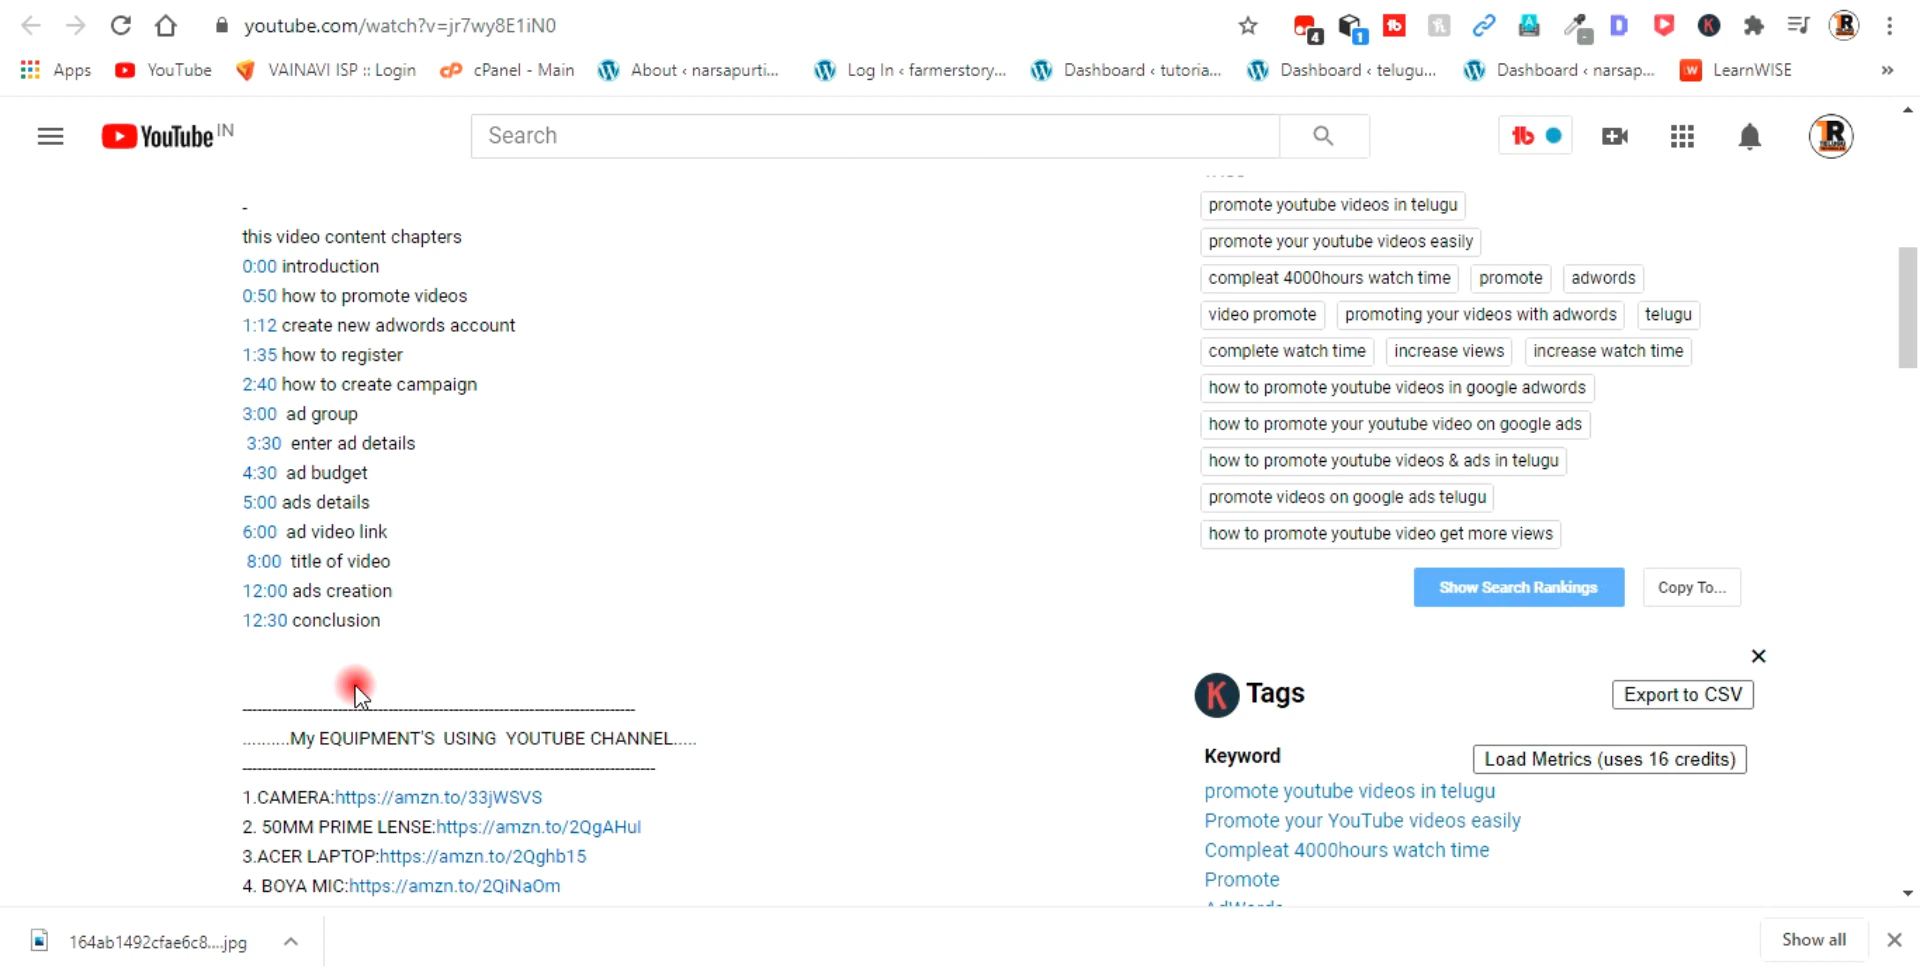 youtube.com/watch?v=jr7wy8E1iN0
4
1
Apps
YouTube
VAINAVI ISP :: Login
cPanel - Main
About ‹ narsapurti...
Log In ‹ farmerstory...
Dashboard ‹ tutoria...
Dashboard ‹ telugu...
Dashboard ‹ narsap...
LearnWISE
»
YouTube IN
Search
-
this video content chapters
0:00 introduction
0:50 how to promote videos
1:12 create new adwords account
1:35 how to register
2:40 how to create campaign
3:00 ad group
3:30 enter ad details
4:30 ad budget
5:00 ads details
6:00 ad video link
8:00 title of video
12:00 ads creation
12:30 conclusion
..........My EQUIPMENT'S USING YOUTUBE CHANNEL.....
1.CAMERA:https://amzn.to/33jWSVS
2. 50MM PRIME LENSE:https://amzn.to/2QgAHuI
3.ACER LAPTOP:https://amzn.to/2Qghb15
4. BOYA MIC:https://amzn.to/2QiNaOm
promote youtube videos in telugu
promote your youtube videos easily
compleat 4000hours watch time promote adwords
video promote promoting your videos with adwords telugu
complete watch time increase views increase watch time
how to promote youtube videos in google adwords
how to promote your youtube video on google ads
how to promote youtube videos & ads in telugu
promote videos on google ads telugu
how to promote youtube video get more views
Show Search Rankings Copy To...
K Tags Export to CSV
Keyword Load Metrics (uses 16 credits)
promote youtube videos in telugu
Promote your YouTube videos easily
Compleat 4000hours watch time
Promote
AdWords
164ab1492cfae6c8....jpg
Show all